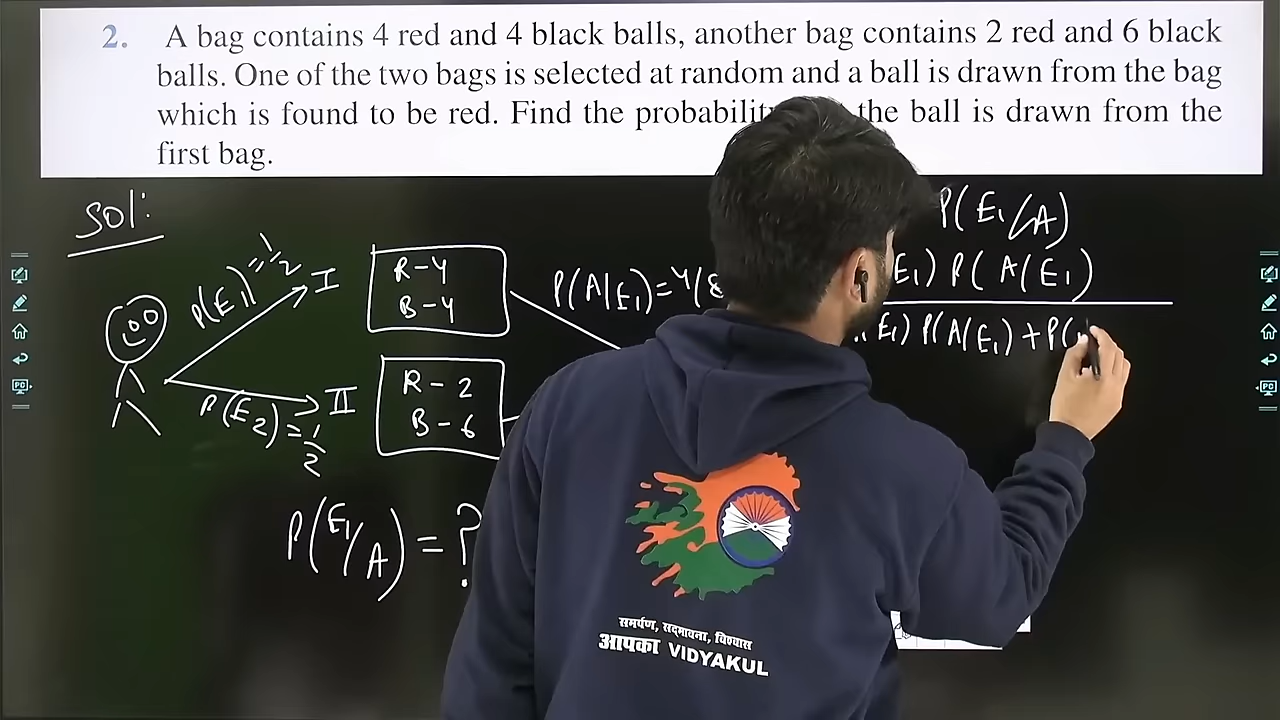 2. A bag contains 4 red and 4 black balls, another bag contains 2 red and 6 black
balls. One of the two bags is selected at random and a ball is drawn from the bag
which is found to be red. Find the the ball is drawn from the
first bag.
Sol:
P(E1)=1/2
I
R-4
B-4
P(A|E1)=4/8
P(E2)=1/2
II
R-2
B-6
P(E1/A)=?
P(E1/A)
E1) P(A(E1)
E1) P(A(E1)+P(
समर्पण, सद्भावना, विश्वास
आपका VIDYAKUL